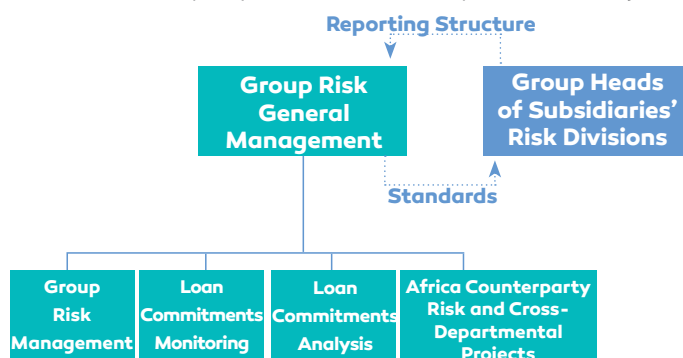 Reporting Structure
Group Risk
General
Management
Group Heads
of Subsidiaries'
Risk Divisions
Standards
Group
Risk
Management
Loan
Commitments
Monitoring
Loan
Commitments
Analysis
Africa Counterparty
Risk and Cross-
Departmental
Projects